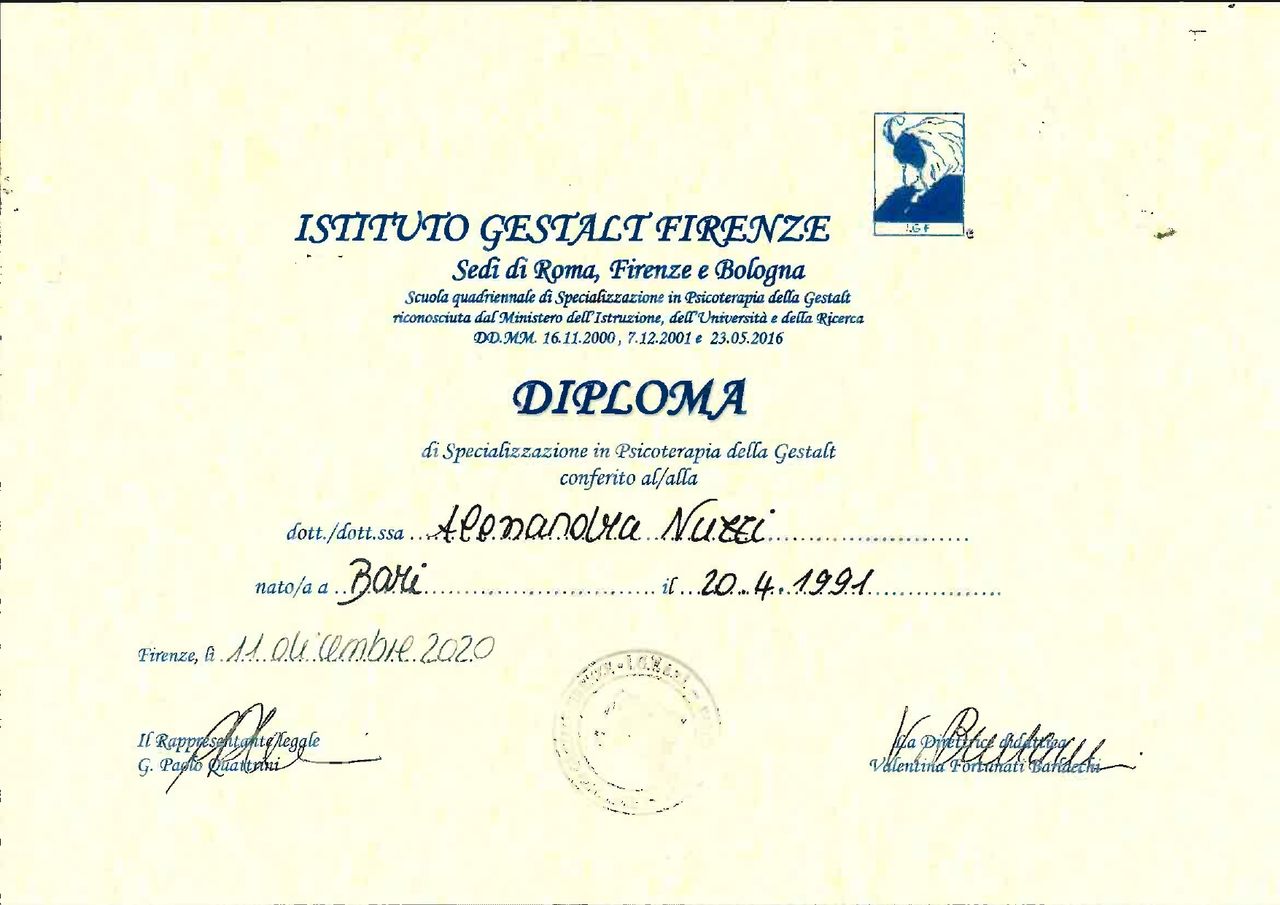 I.G.F
ISTITUTO GESTALT FIRENZE
Sedi di Roma, Firenze e Bologna
Scuola quadriennale di Specializzazione in Psicoterapia della Gestalt
riconosciuta dal Ministero dell'Istruzione, dell'Università e della Ricerca
DD.MM. 16.11.2000, 7.12.2001 e 23.05.2016
DIPLOMA
di Specializzazione in Psicoterapia della Gestalt
conferito al/alla
dott./dott.ssa Alessandra Nuzzi
nato/a a Bari il 20.4.1991
Firenze, lì 11 dicembre 2020
Il Rappresentante legale
G. Paolo Quattrini
La Direttrice didattica
Valentina Fortunati Bardechi